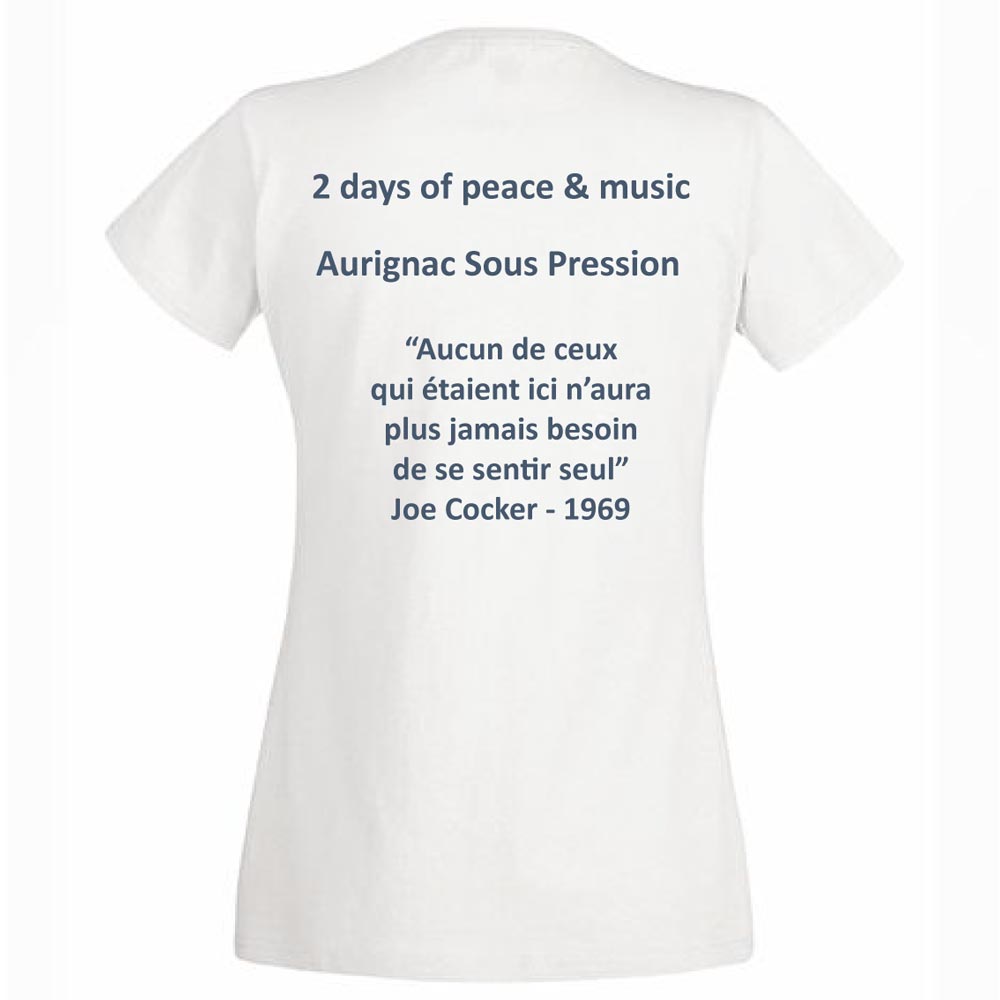 2 days of peace & music
Aurignac Sous Pression
“Aucun de ceux
qui étaient ici n’aura
plus jamais besoin
de se sentir seul”
Joe Cocker - 1969